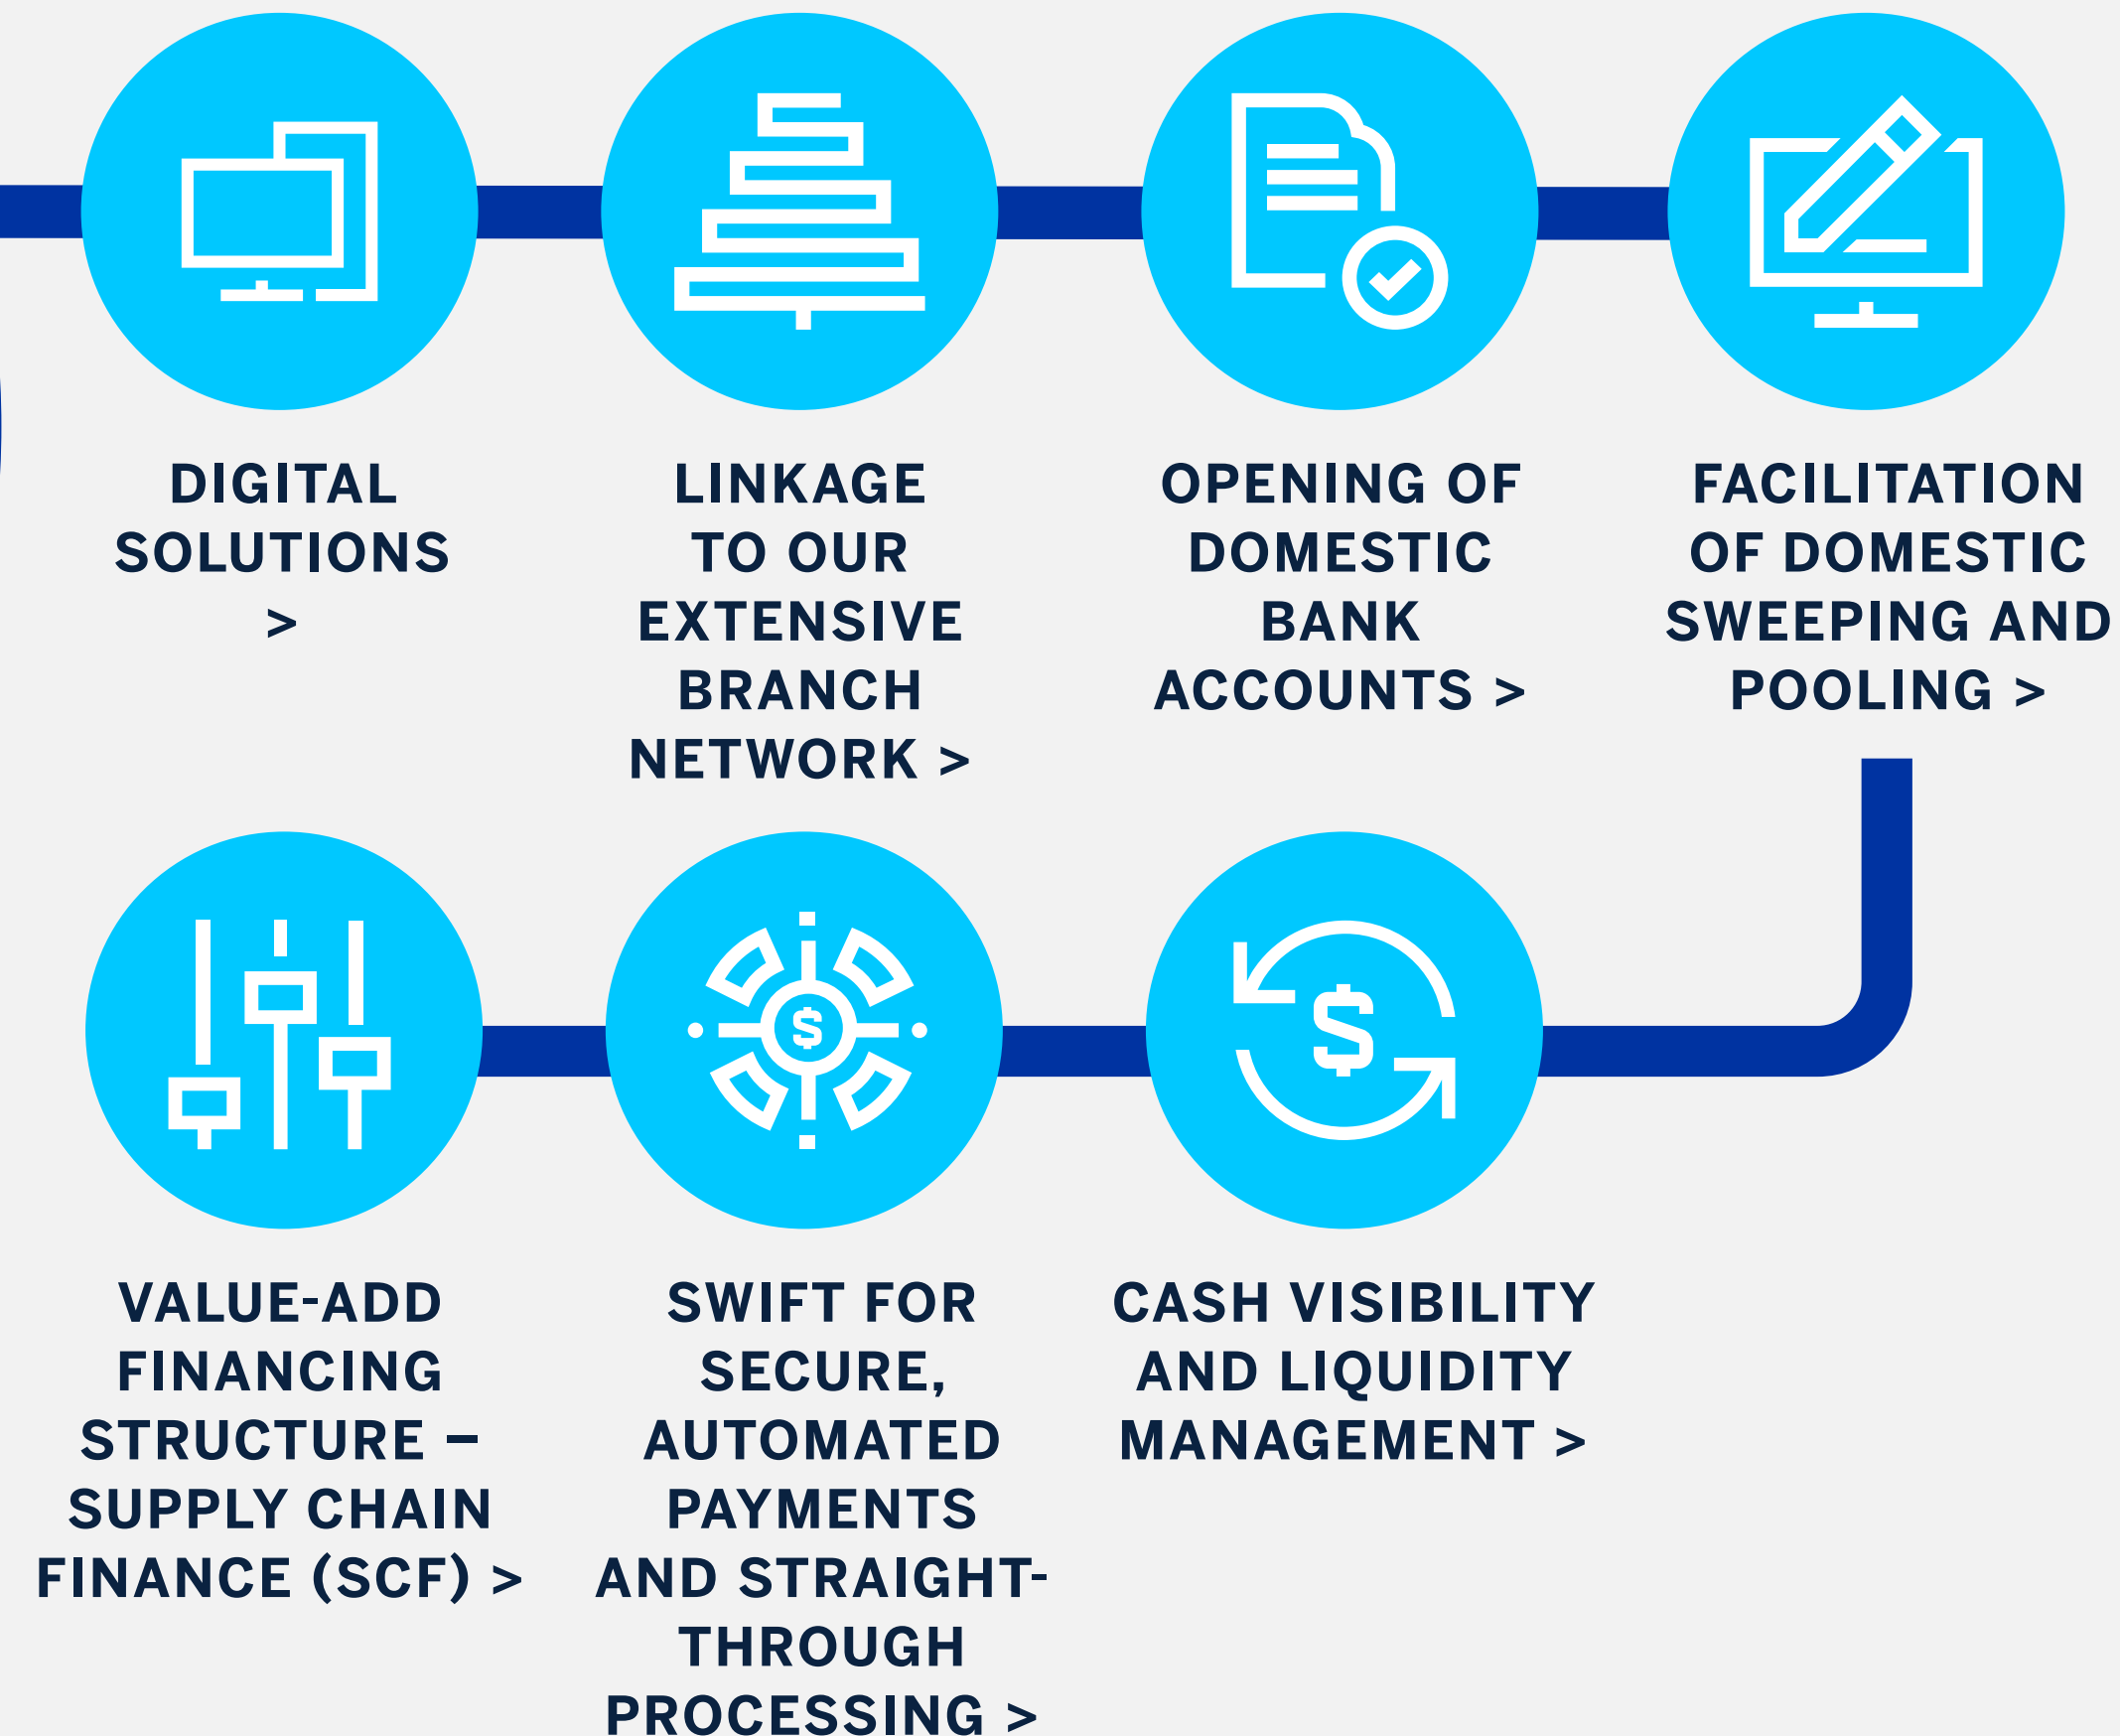 DIGITAL
SOLUTIONS
>
LINKAGE
TO OUR
EXTENSIVE
BRANCH
NETWORK >
OPENING OF
DOMESTIC
BANK
ACCOUNTS >
FACILITATION
OF DOMESTIC
SWEEPING AND
POOLING >
$
$
VALUE-ADD
FINANCING
STRUCTURE –
SUPPLY CHAIN
FINANCE (SCF) >
SWIFT FOR
SECURE,
AUTOMATED
PAYMENTS
AND STRAIGHT-
THROUGH
PROCESSING >
CASH VISIBILITY
AND LIQUIDITY
MANAGEMENT >